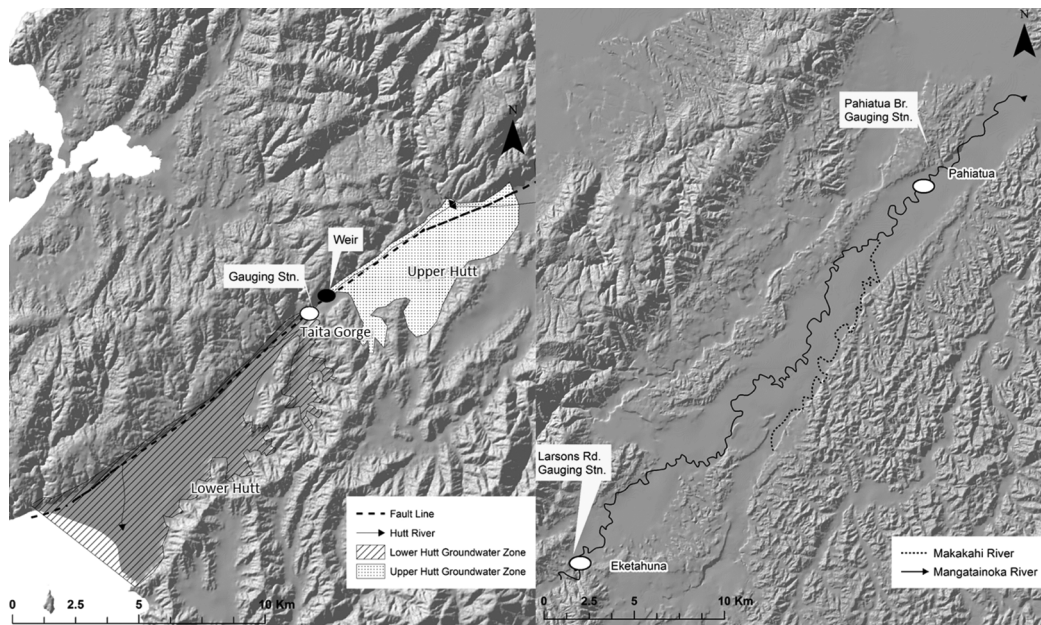 N
Weir
Gauging Stn.
Upper Hutt
Taita Gorge
Lower Hutt
Fault Line
Hutt River
Lower Hutt Groundwater Zone
Upper Hutt Groundwater Zone
0 2.5 5 10 Km
N
Pahiatua Br.
Gauging Stn.
Pahiatua
Larsons Rd.
Gauging Stn.
Eketahuna
Makakahi River
Mangatainoka River
0 2.5 5 10 Km